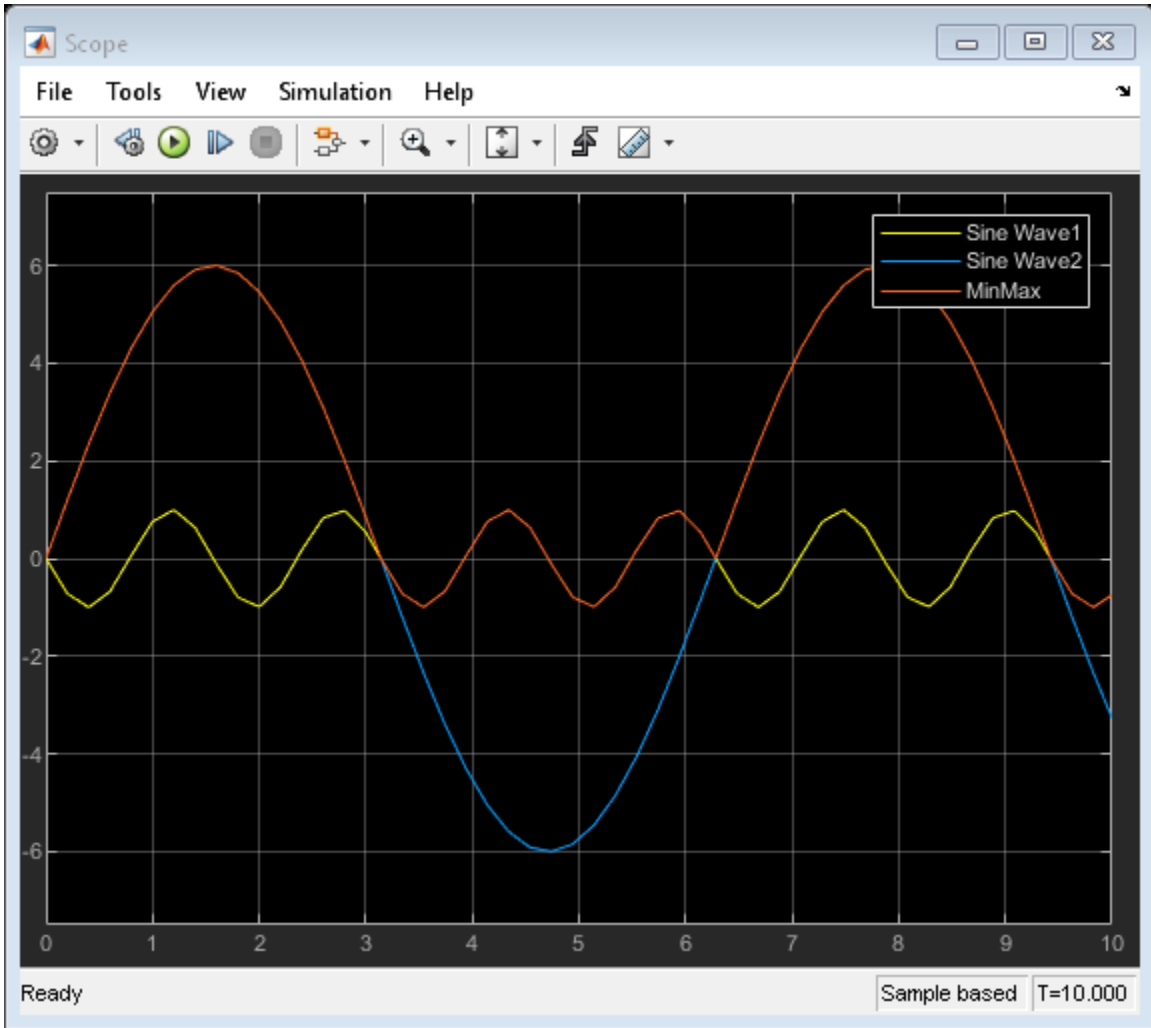 Scope
File Tools View Simulation Help
Sine Wave1
Sine Wave2
MinMax
6
4
2
0
-2
-4
-6
0 1 2 3 4 5 6 7 8 9 10
Ready Sample based T=10.000